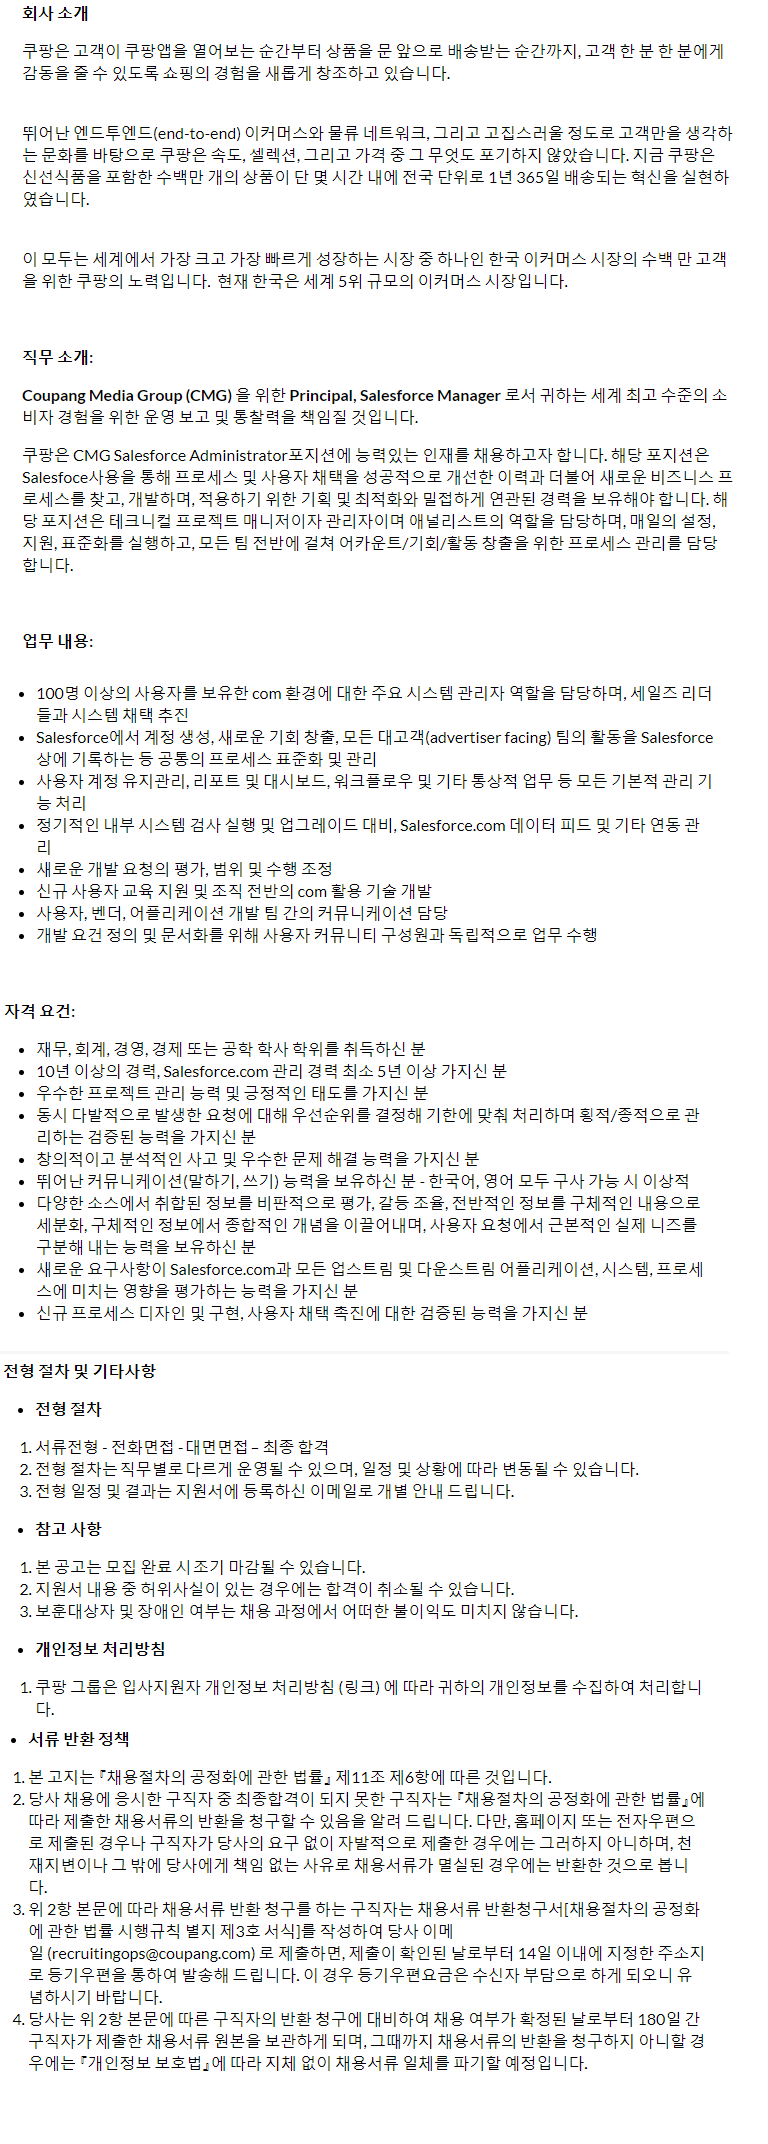 회사 소개
쿠팡은 고객이 쿠팡앱을 열어보는 순간부터 상품을 문 앞으로 배송받는 순간까지, 고객 한 분 한 분에게
감동을 줄 수 있도록 쇼핑의 경험을 새롭게 창조하고 있습니다.
뛰어난 엔드투엔드(end-to-end) 이커머스와 물류 네트워크, 그리고 고집스러울 정도로 고객만을 생각하
는 문화를 바탕으로 쿠팡은 속도, 셀렉션, 그리고 가격 중 그 무엇도 포기하지 않았습니다. 지금 쿠팡은
신선식품을 포함한 수백만 개의 상품이 단 몇 시간 내에 전국 단위로 1년 365일 배송되는 혁신을 실현하
였습니다.
이 모두는 세계에서 가장 크고 가장 빠르게 성장하는 시장 중 하나인 한국 이커머스 시장의 수백 만 고객
을 위한 쿠팡의 노력입니다. 현재 한국은 세계 5위 규모의 이커머스 시장입니다.
직무 소개:
Coupang Media Group (CMG) 을 위한 Principal, Salesforce Manager 로서 귀하는 세계 최고 수준의 소
비자 경험을 위한 운영 보고 및 통찰력을 책임질 것입니다.
쿠팡은 CMG Salesforce Administrator포지션에 능력있는 인재를 채용하고자 합니다. 해당 포지션은
Salesfoce사용을 통해 프로세스 및 사용자 채택을 성공적으로 개선한 이력과 더불어 새로운 비즈니스 프
로세스를 찾고, 개발하며, 적용하기 위한 기획 및 최적화와 밀접하게 연관된 경력을 보유해야 합니다. 해
당 포지션은 테크니컬 프로젝트 매니저이자 관리자이며 애널리스트의 역할을 담당하며, 매일의 설정,
지원, 표준화를 실행하고, 모든 팀 전반에 걸쳐 어카운트/기회/활동 창출을 위한 프로세스 관리를 담당
합니다.
업무 내용:
• 100명 이상의 사용자를 보유한 com 환경에 대한 주요 시스템 관리자 역할을 담당하며, 세일즈 리더
들과 시스템 채택 추진
• Salesforce에서 계정 생성, 새로운 기회 창출, 모든 대고객(advertiser facing) 팀의 활동을 Salesforce
상에 기록하는 등 공통의 프로세스 표준화 및 관리
• 사용자 계정 유지관리, 리포트 및 대시보드, 워크플로우 및 기타 통상적 업무 등 모든 기본적 관리 기
능 처리
• 정기적인 내부 시스템 검사 실행 및 업그레이드 대비, Salesforce.com 데이터 피드 및 기타 연동 관
리
• 새로운 개발 요청의 평가, 범위 및 수행 조정
• 신규 사용자 교육 지원 및 조직 전반의 com 활용 기술 개발
• 사용자, 벤더, 어플리케이션 개발 팀 간의 커뮤니케이션 담당
• 개발 요건 정의 및 문서화를 위해 사용자 커뮤니티 구성원과 독립적으로 업무 수행
자격 요건:
• 재무, 회계, 경영, 경제 또는 공학 학사 학위를 취득하신 분
• 10년 이상의 경력, Salesforce.com 관리 경력 최소 5년 이상 가지신 분
• 우수한 프로젝트 관리 능력 및 긍정적인 태도를 가지신 분
• 동시 다발적으로 발생한 요청에 대해 우선순위를 결정해 기한에 맞춰 처리하며 횡적/종적으로 관
리하는 검증된 능력을 가지신 분
• 창의적이고 분석적인 사고 및 우수한 문제 해결 능력을 가지신 분
• 뛰어난 커뮤니케이션(말하기, 쓰기) 능력을 보유하신 분 - 한국어, 영어 모두 구사 가능 시 이상적
• 다양한 소스에서 취합된 정보를 비판적으로 평가, 갈등 조율, 전반적인 정보를 구체적인 내용으로
세분화, 구체적인 정보에서 종합적인 개념을 이끌어내며, 사용자 요청에서 근본적인 실제 니즈를
구분해 내는 능력을 보유하신 분
• 새로운 요구사항이 Salesforce.com과 모든 업스트림 및 다운스트림 어플리케이션, 시스템, 프로세
스에 미치는 영향을 평가하는 능력을 가지신 분
• 신규 프로세스 디자인 및 구현, 사용자 채택 촉진에 대한 검증된 능력을 가지신 분
전형 절차 및 기타사항
• 전형 절차
1. 서류전형 - 전화면접 - 대면면접 – 최종 합격
2. 전형 절차는 직무별로 다르게 운영될 수 있으며, 일정 및 상황에 따라 변동될 수 있습니다.
3. 전형 일정 및 결과는 지원서에 등록하신 이메일로 개별 안내 드립니다.
• 참고 사항
1. 본 공고는 모집 완료 시 조기 마감될 수 있습니다.
2. 지원서 내용 중 허위사실이 있는 경우에는 합격이 취소될 수 있습니다.
3. 보훈대상자 및 장애인 여부는 채용 과정에서 어떠한 불이익도 미치지 않습니다.
• 개인정보 처리방침
1. 쿠팡 그룹은 입사지원자 개인정보 처리방침 (링크) 에 따라 귀하의 개인정보를 수집하여 처리합니
다.
• 서류 반환 정책
1. 본 고지는 『채용절차의 공정화에 관한 법률』 제11조 제6항에 따른 것입니다.
2. 당사 채용에 응시한 구직자 중 최종합격이 되지 못한 구직자는 『채용절차의 공정화에 관한 법률』에
따라 제출한 채용서류의 반환을 청구할 수 있음을 알려 드립니다. 다만, 홈페이지 또는 전자우편으
로 제출된 경우나 구직자가 당사의 요구 없이 자발적으로 제출한 경우에는 그러하지 아니하며, 천
재지변이나 그 밖에 당사에게 책임 없는 사유로 채용서류가 멸실된 경우에는 반환한 것으로 봅니
다.
3. 위 2항 본문에 따라 채용서류 반환 청구를 하는 구직자는 채용서류 반환청구서[채용절차의 공정화
에 관한 법률 시행규칙 별지 제3호 서식]를 작성하여 당사 이메
일 (recruitingops@coupang.com) 로 제출하면, 제출이 확인된 날로부터 14일 이내에 지정한 주소지
로 등기우편을 통하여 발송해 드립니다. 이 경우 등기우편요금은 수신자 부담으로 하게 되오니 유
념하시기 바랍니다.
4. 당사는 위 2항 본문에 따른 구직자의 반환 청구에 대비하여 채용 여부가 확정된 날로부터 180일 간
구직자가 제출한 채용서류 원본을 보관하게 되며, 그때까지 채용서류의 반환을 청구하지 아니할 경
우에는 『개인정보 보호법』에 따라 지체 없이 채용서류 일체를 파기할 예정입니다.